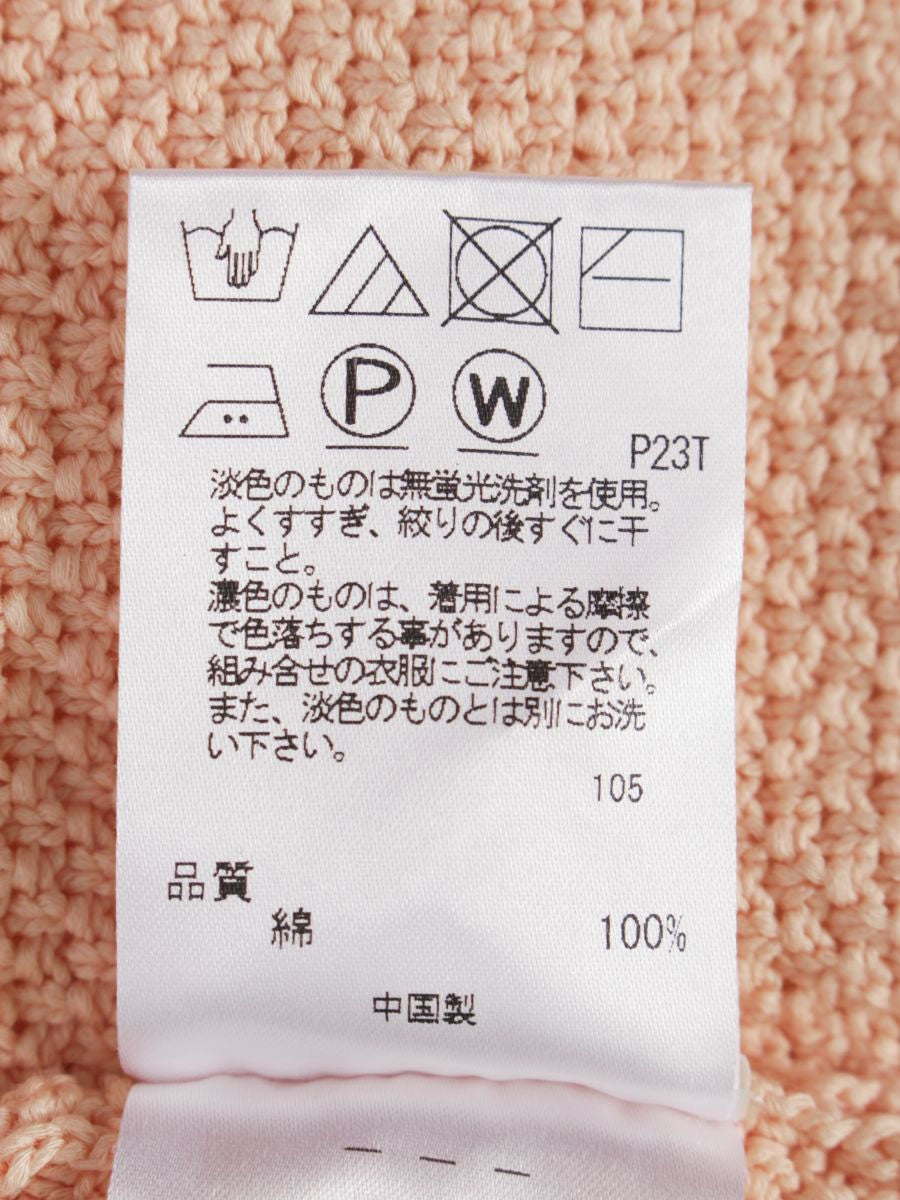 P
W
P23T
淡色のものは無蛍光洗剤を使用。
よくすすぎ、絞りの後すぐに干
すこと。
濃色のものは、着用による摩擦
で色落ちする事がありますので、
組み合せの衣服にご注意下さい。
また、淡色のものとは別にお洗
い下さい。
105
品質
綿 100%
中国製